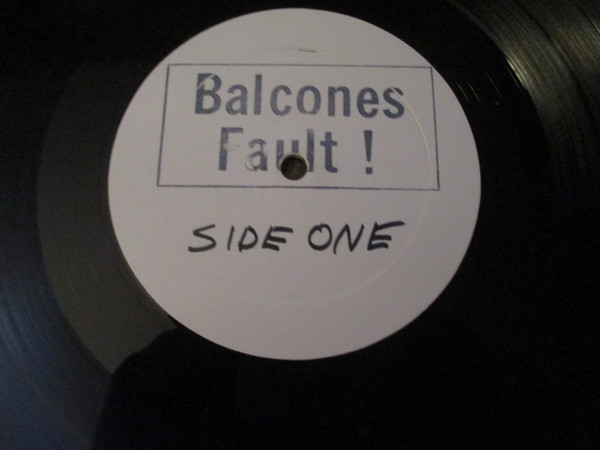 Balcones
Fault !
SIDE ONE